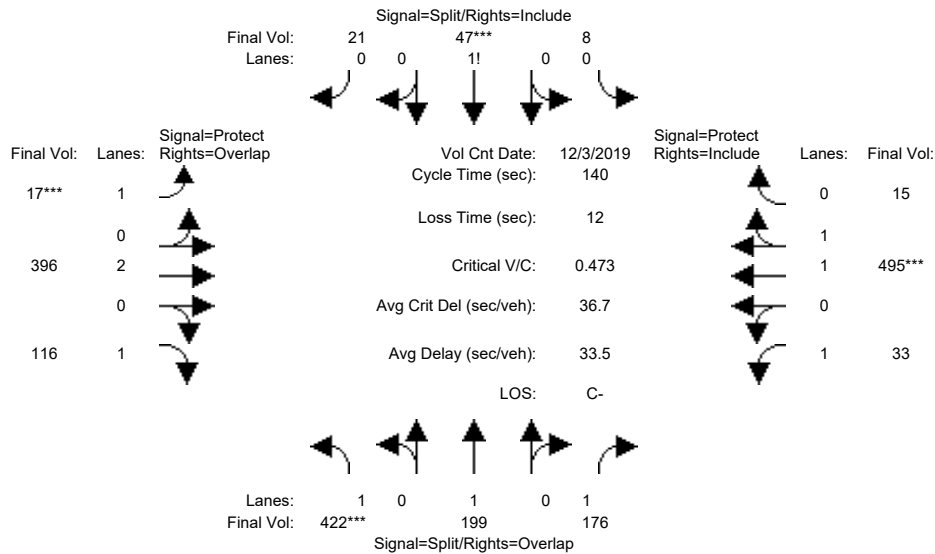 Signal=Split/Rights=Include
Final Vol: 21 47*** 8
Lanes: 0 0 1! 0 0
Signal=Protect
Final Vol: Lanes: Rights=Overlap
Vol Cnt Date: 12/3/2019
Signal=Protect
Rights=Include Lanes: Final Vol:
Cycle Time (sec): 140
17*** 1
0 15
Loss Time (sec): 12
0
1
396 2
Critical V/C: 0.473
1 495***
0
Avg Crit Del (sec/veh): 36.7
0
116 1
Avg Delay (sec/veh): 33.5
1 33
LOS: C-
Lanes: 1 0 1! 0 1
Final Vol: 422*** 199 176
Signal=Split/Rights=Overlap